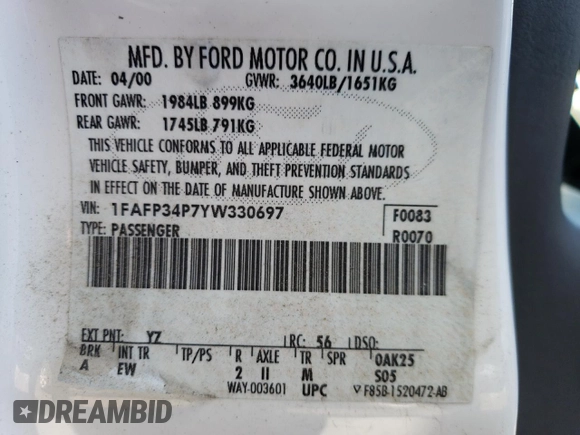 MFD. BY FORD MOTOR CO. IN U.S.A.
DATE: 04/00 GVWR: 3640LB/1651KG
FRONT GAWR: 1984LB 899KG
REAR GAWR: 1745LB 791KG
THIS VEHICLE CONFORMS TO ALL APPLICABLE FEDERAL MOTOR
VEHICLE SAFETY, BUMPER, AND THEFT PREVENTION STANDARDS
IN EFFECT ON THE DATE OF MANUFACTURE SHOWN ABOVE.
VIN: 1FAFP34P7YW330697 F0083
TYPE: PASSENGER R0070
EXT PNT: YZ RC: 56 DSO:
BRK INT TR TP/PS R AXLE TR SPR 0AK25
A EW 2 II M S05
WAY-003601 UPC F85B-1520472-AB
DREAMBID